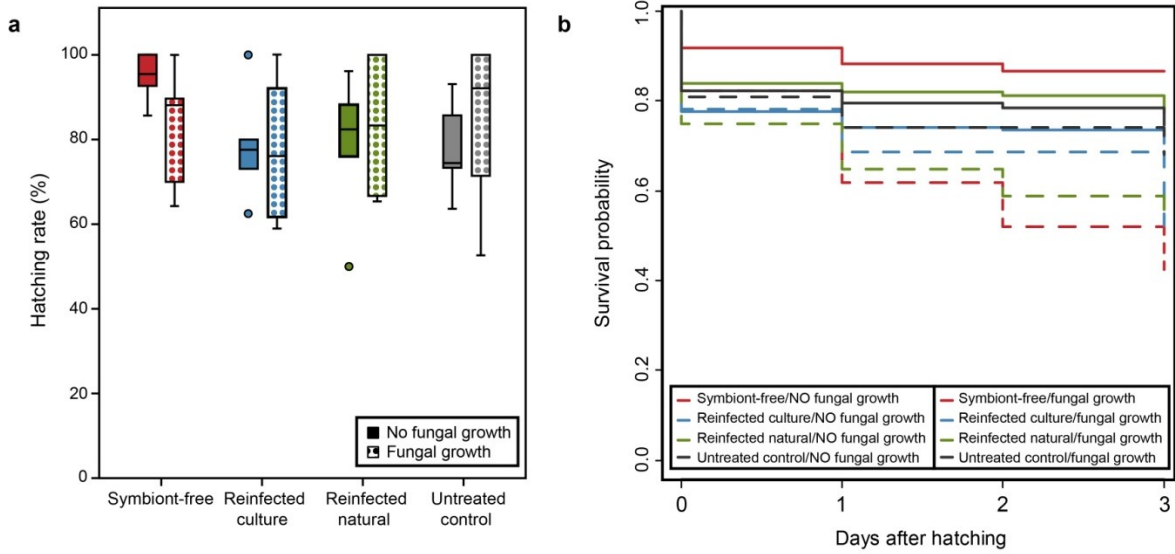 a
Hatching rate (%)
100
80
60
40
20
0
No fungal growth
Fungal growth
Symbiont-free
Reinfected culture
Reinfected natural
Untreated control
b
Survival probability
1.0
0.8
0.6
0.4
0.2
0.0
Symbiont-free/NO fungal growth
Reinfected culture/NO fungal growth
Reinfected natural/NO fungal growth
Untreated control/NO fungal growth
Symbiont-free/fungal growth
Reinfected culture/fungal growth
Reinfected natural/fungal growth
Untreated control/fungal growth
0 1 2 3
Days after hatching